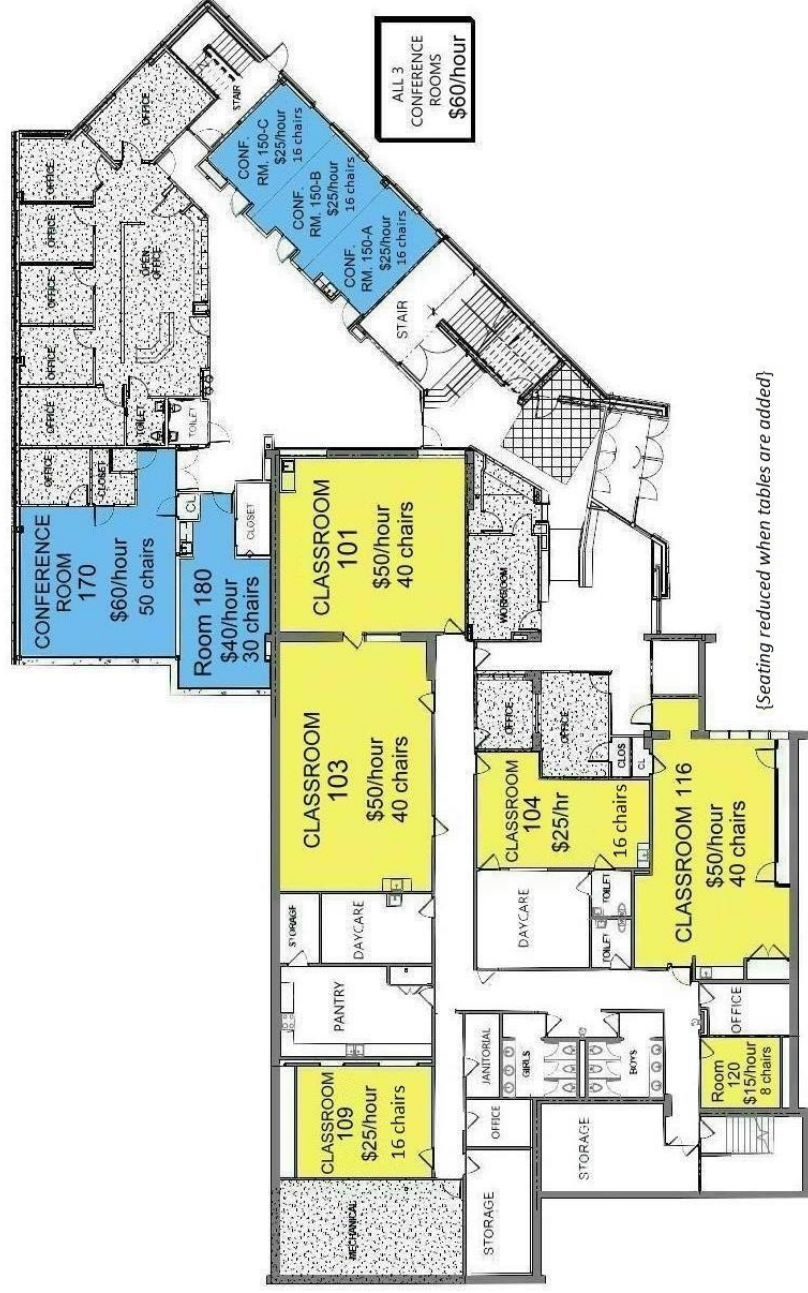 OFFICE
STAIR
OFFICE
OFFICE
OFFICE
OFFICE
OFFICE
OPEN
OFFICE
TOILET
TOILET
OFFICE
CLOSET
CONF.
RM. 150-C
$25/hour
16 chairs
CONF.
RM. 150-B
$25/hour
16 chairs
CONF.
RM. 150-A
$25/hour
16 chairs
ALL 3
CONFERENCE
ROOMS
$60/hour
STAIR
CONFERENCE
ROOM
170
$60/hour
50 chairs
CL
CLOSET
Room 180
$40/hour
30 chairs
CLASSROOM
101
$50/hour
40 chairs
WORKROOM
CLASSROOM
103
$50/hour
40 chairs
OFFICE
OFFICE
CLOS
CL
CLASSROOM
104
$25/hr
16 chairs
CLASSROOM 116
$50/hour
40 chairs
{Seating reduced when tables are added}
STORAGE
DAYCARE
DAYCARE
TOILET
TOILET
PANTRY
OFFICE
JANITORIAL
GIRLS
BOYS
CLASSROOM
109
$25/hour
16 chairs
Room
120
$15/hour
8 chairs
OFFICE
STORAGE
MECHANICAL
STORAGE